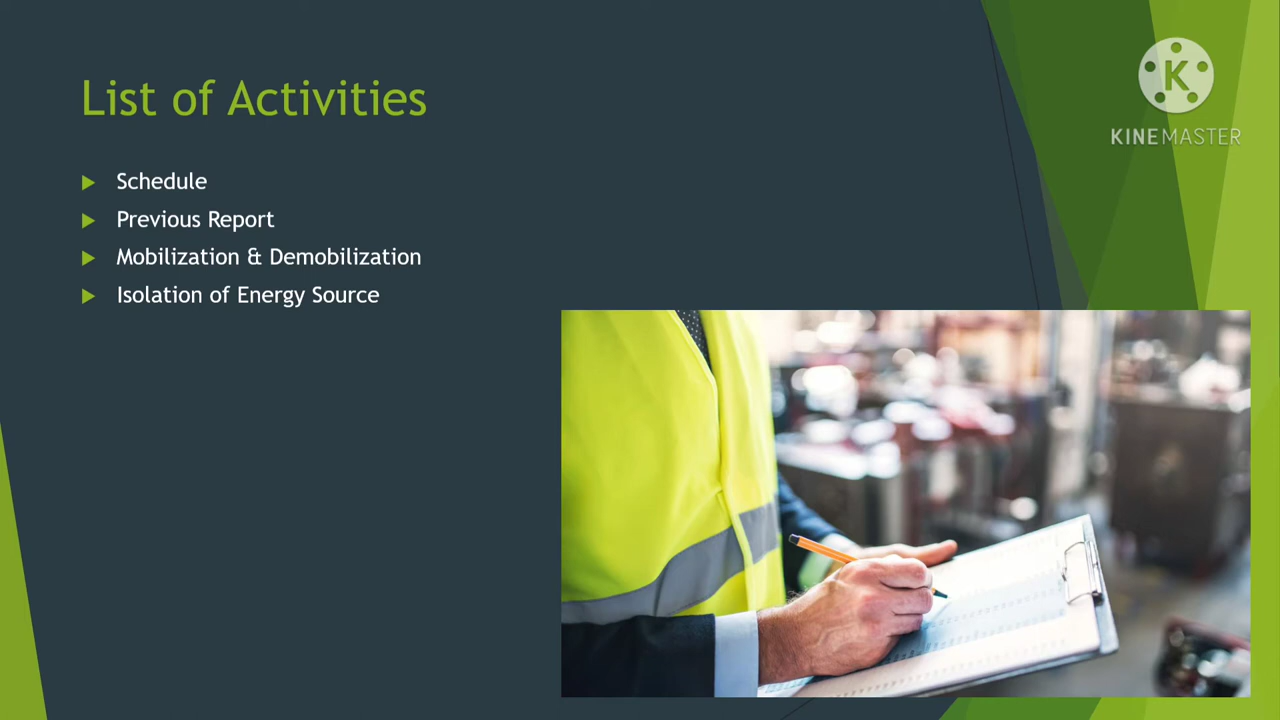 List of Activities
Schedule
Previous Report
Mobilization & Demobilization
Isolation of Energy Source
K
KINEMASTER